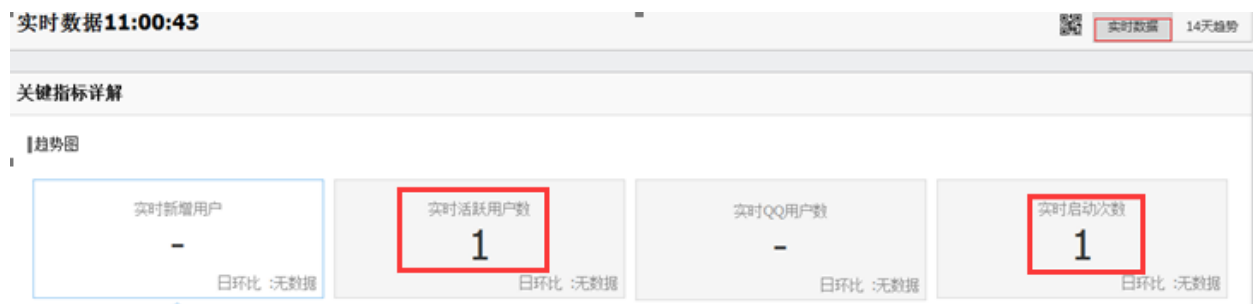 实时数据11:00:43
实时数据 14天趋势
关键指标详解
趋势图
实时新增用户 实时活跃用户数 实时QQ用户数 实时启动次数
- 1 - 1
日环比 :无数据 日环比 :无数据 日环比 :无数据 日环比 :无数据